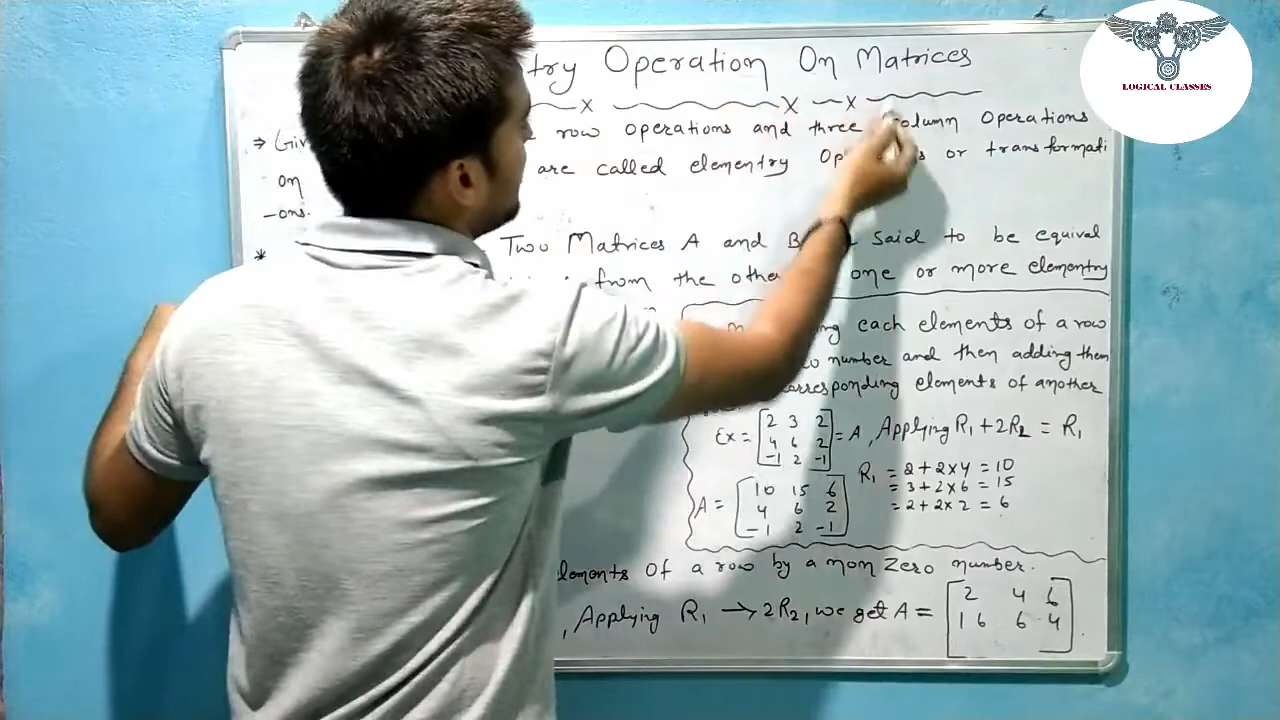 try Operation On Matrices
LOGICAL CLASSES
⇒ Giv row operations and three column Operations
on are called elementry or transformati
-ons.
* Two Matrices A and B said to be equival
from the other one or more elementry
each elements of a row
number and then adding them
corresponding elements of another
Ex = [2 3 2 = A, Applying R₁ + 2R₂ = R₁
4 6 2
-1 2 -1]
R₁ = 2 + 2×4 = 10
= 3 + 2×6 = 15
= 2 + 2×2 = 6
A = [10 15 6
4 6 2
-1 2 -1]
lements of a row by a non zero number.
, Applying R₁ → 2R₂, we get A = [2 4 6
16 6 4]